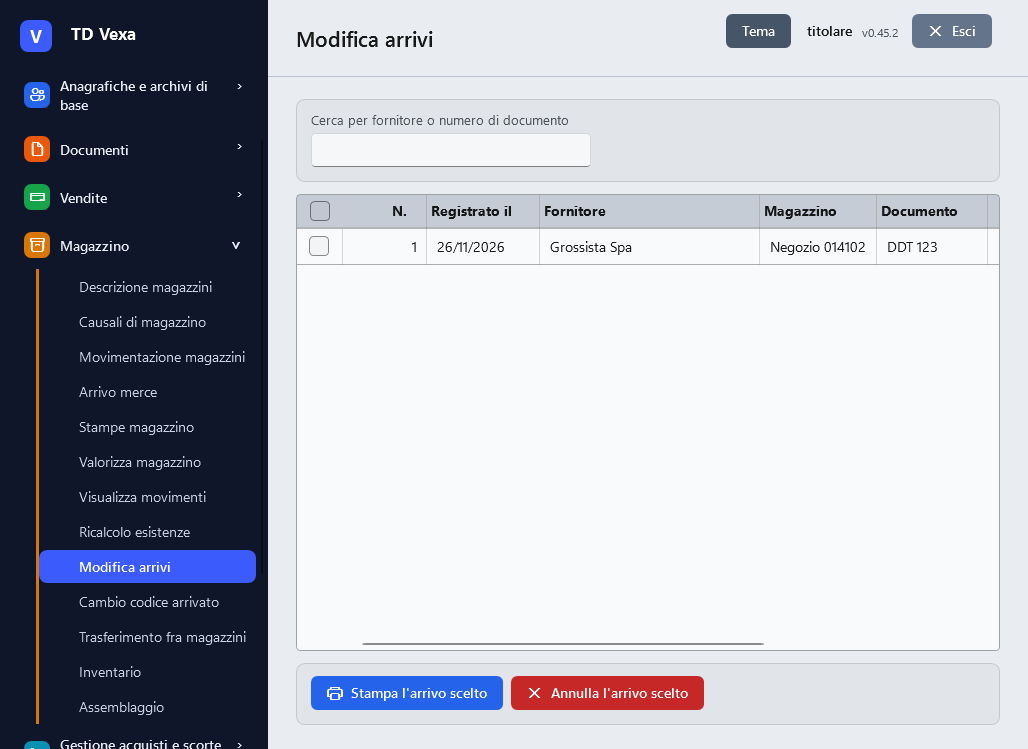 V
TD Vexa
Modifica arrivi
Tema
titolare
v0.45.2
Esci
Anagrafiche e archivi di
base
Documenti
Vendite
Magazzino
Descrizione magazzini
Causali di magazzino
Movimentazione magazzini
Arrivo merce
Stampe magazzino
Valorizza magazzino
Visualizza movimenti
Ricalcolo esistenze
Modifica arrivi
Cambio codice arrivato
Trasferimento fra magazzini
Inventario
Assemblaggio
Gestione acquisti e scorte
Cerca per fornitore o numero di documento
N. Registrato il Fornitore Magazzino Documento
1 26/11/2026 Grossista Spa Negozio 014102 DDT 123
Stampa l'arrivo scelto
Annulla l'arrivo scelto